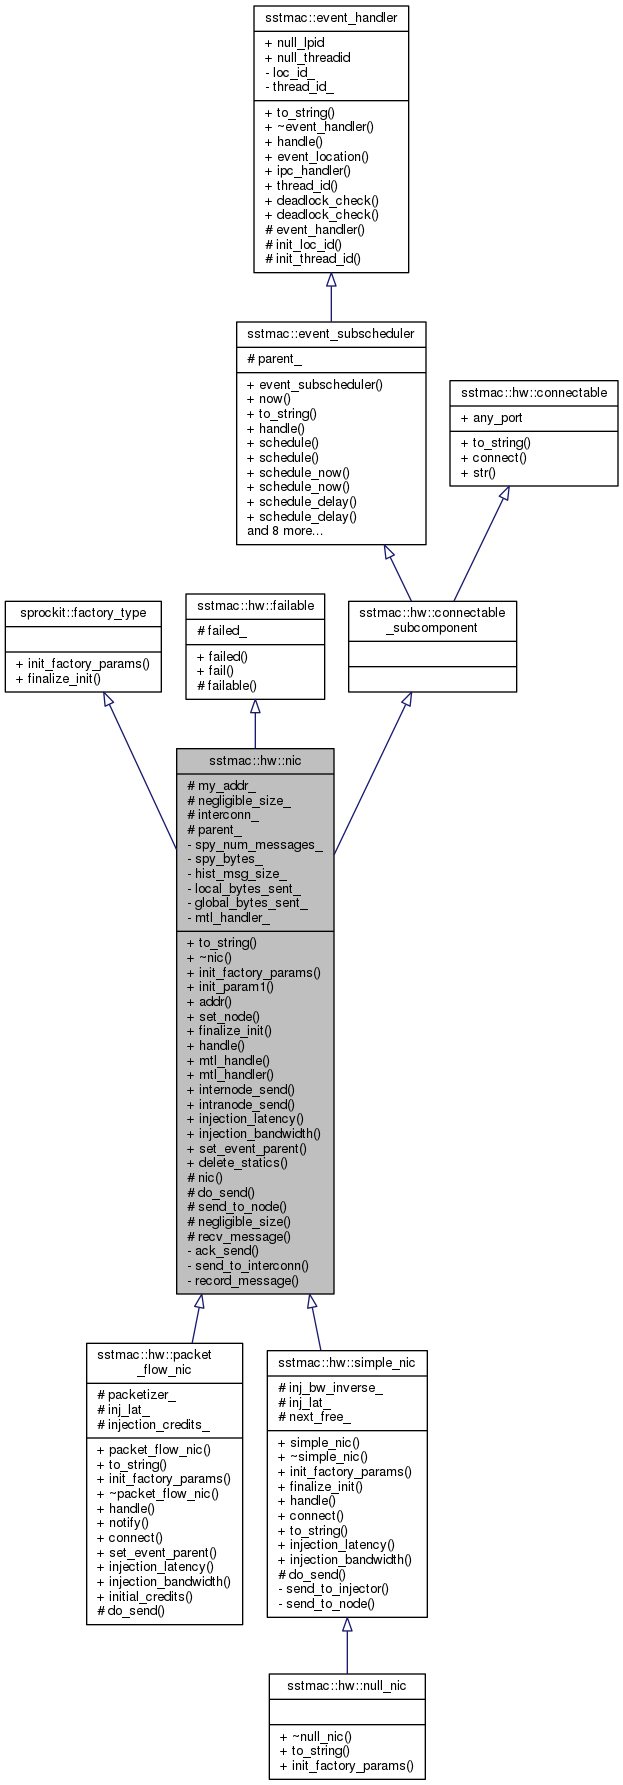 sstmac::event_handler
+ null_lpid
+ null_threadid
- loc_id_
- thread_id_
+ to_string()
+ ~event_handler()
+ handle()
+ event_location()
+ ipc_handler()
+ thread_id()
+ deadlock_check()
+ deadlock_check()
# event_handler()
# init_loc_id()
# init_thread_id()
sstmac::event_subscheduler
# parent_
+ event_subscheduler()
+ now()
+ to_string()
+ handle()
+ schedule()
+ schedule()
+ schedule_now()
+ schedule_now()
+ schedule_delay()
+ schedule_delay()
and 8 more...
sstmac::hw::connectable
+ any_port
+ to_string()
+ connect()
+ str()
sprockit::factory_type
+ init_factory_params()
+ finalize_init()
sstmac::hw::failable
# failed_
+ failed()
+ fail()
# failable()
sstmac::hw::connectable
_subcomponent
sstmac::hw::nic
# my_addr_
# negligible_size_
# interconn_
# parent_
- spy_num_messages_
- spy_bytes_
- hist_msg_size_
- local_bytes_sent_
- global_bytes_sent_
- mtl_handler_
+ to_string()
+ ~nic()
+ init_factory_params()
+ init_param1()
+ addr()
+ set_node()
+ finalize_init()
+ handle()
+ mtl_handle()
+ mtl_handler()
+ internode_send()
+ intranode_send()
+ injection_latency()
+ injection_bandwidth()
+ set_event_parent()
+ delete_statics()
# nic()
# do_send()
# send_to_node()
# negligible_size()
# recv_message()
- ack_send()
- send_to_interconn()
- record_message()
sstmac::hw::packet
_flow_nic
# packetizer_
# inj_lat_
# injection_credits_
+ packet_flow_nic()
+ to_string()
+ init_factory_params()
+ ~packet_flow_nic()
+ handle()
+ notify()
+ connect()
+ set_event_parent()
+ injection_latency()
+ injection_bandwidth()
+ initial_credits()
# do_send()
sstmac::hw::simple_nic
# inj_bw_inverse_
# inj_lat_
# next_free_
+ simple_nic()
+ ~simple_nic()
+ init_factory_params()
+ finalize_init()
+ handle()
+ connect()
+ to_string()
+ injection_latency()
+ injection_bandwidth()
# do_send()
- send_to_injector()
- send_to_node()
sstmac::hw::null_nic
+ ~null_nic()
+ to_string()
+ init_factory_params()